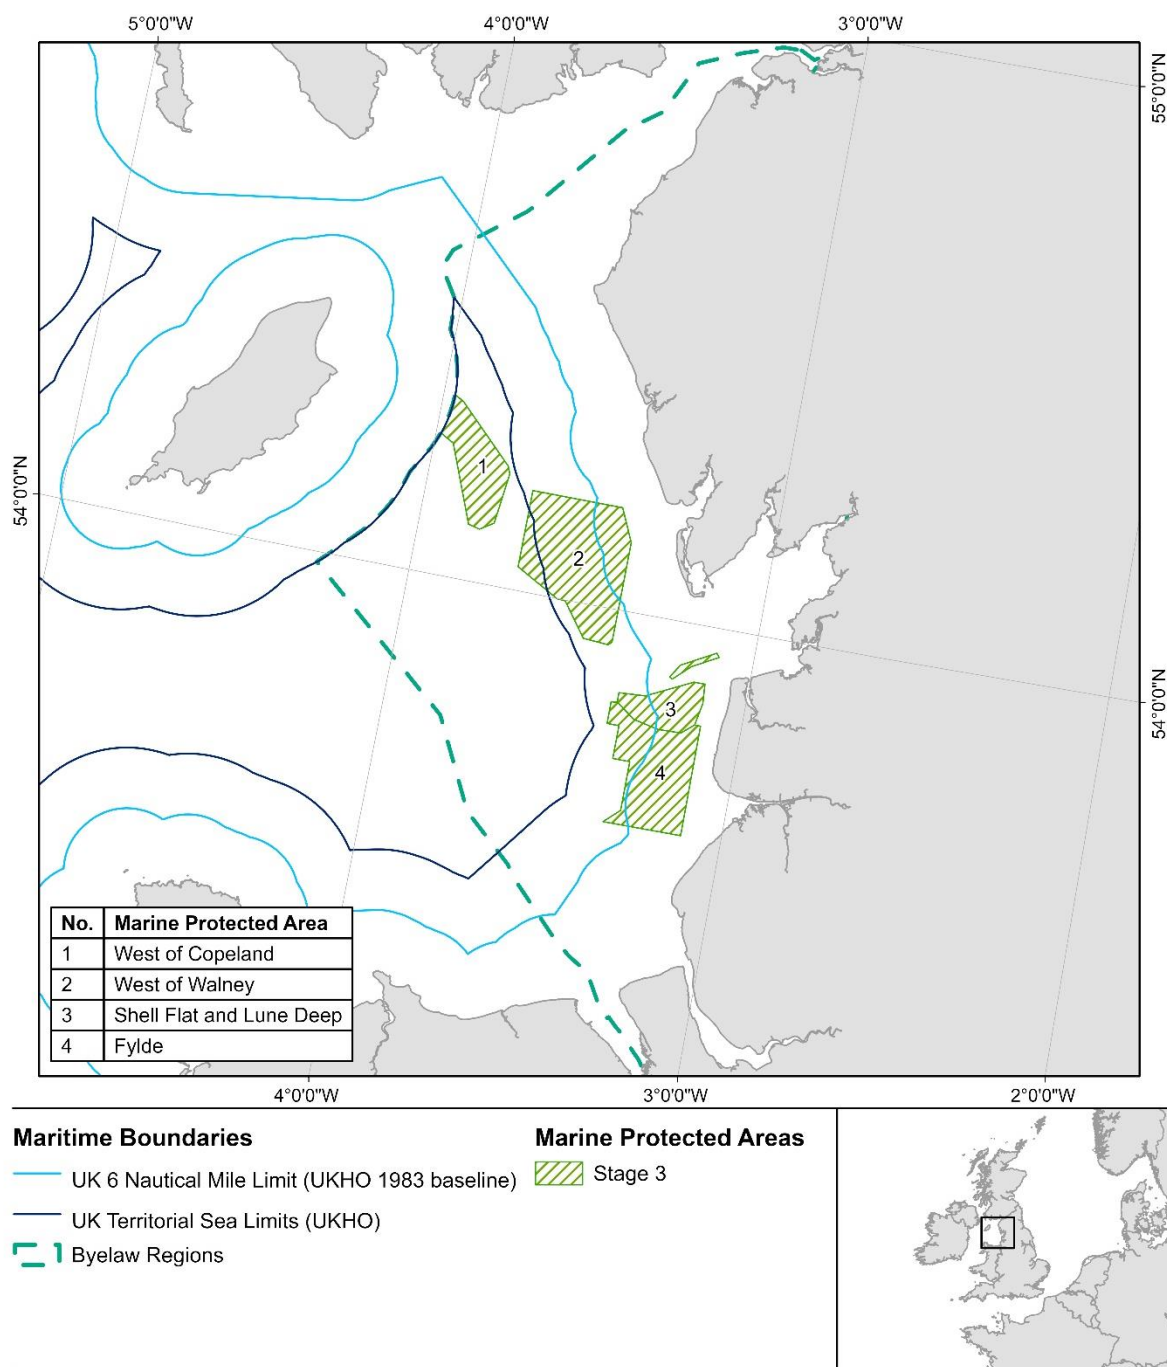 5°0'0"W 4°0'0"W 3°0'0"W
55°0'0"N
54°0'0"N
1
2
54°0'0"N
3
4
No. Marine Protected Area
1 West of Copeland
2 West of Walney
3 Shell Flat and Lune Deep
4 Fylde
4°0'0"W 3°0'0"W 2°0'0"W
Maritime Boundaries
UK 6 Nautical Mile Limit (UKHO 1983 baseline)
UK Territorial Sea Limits (UKHO)
Byelaw Regions
Marine Protected Areas
Stage 3